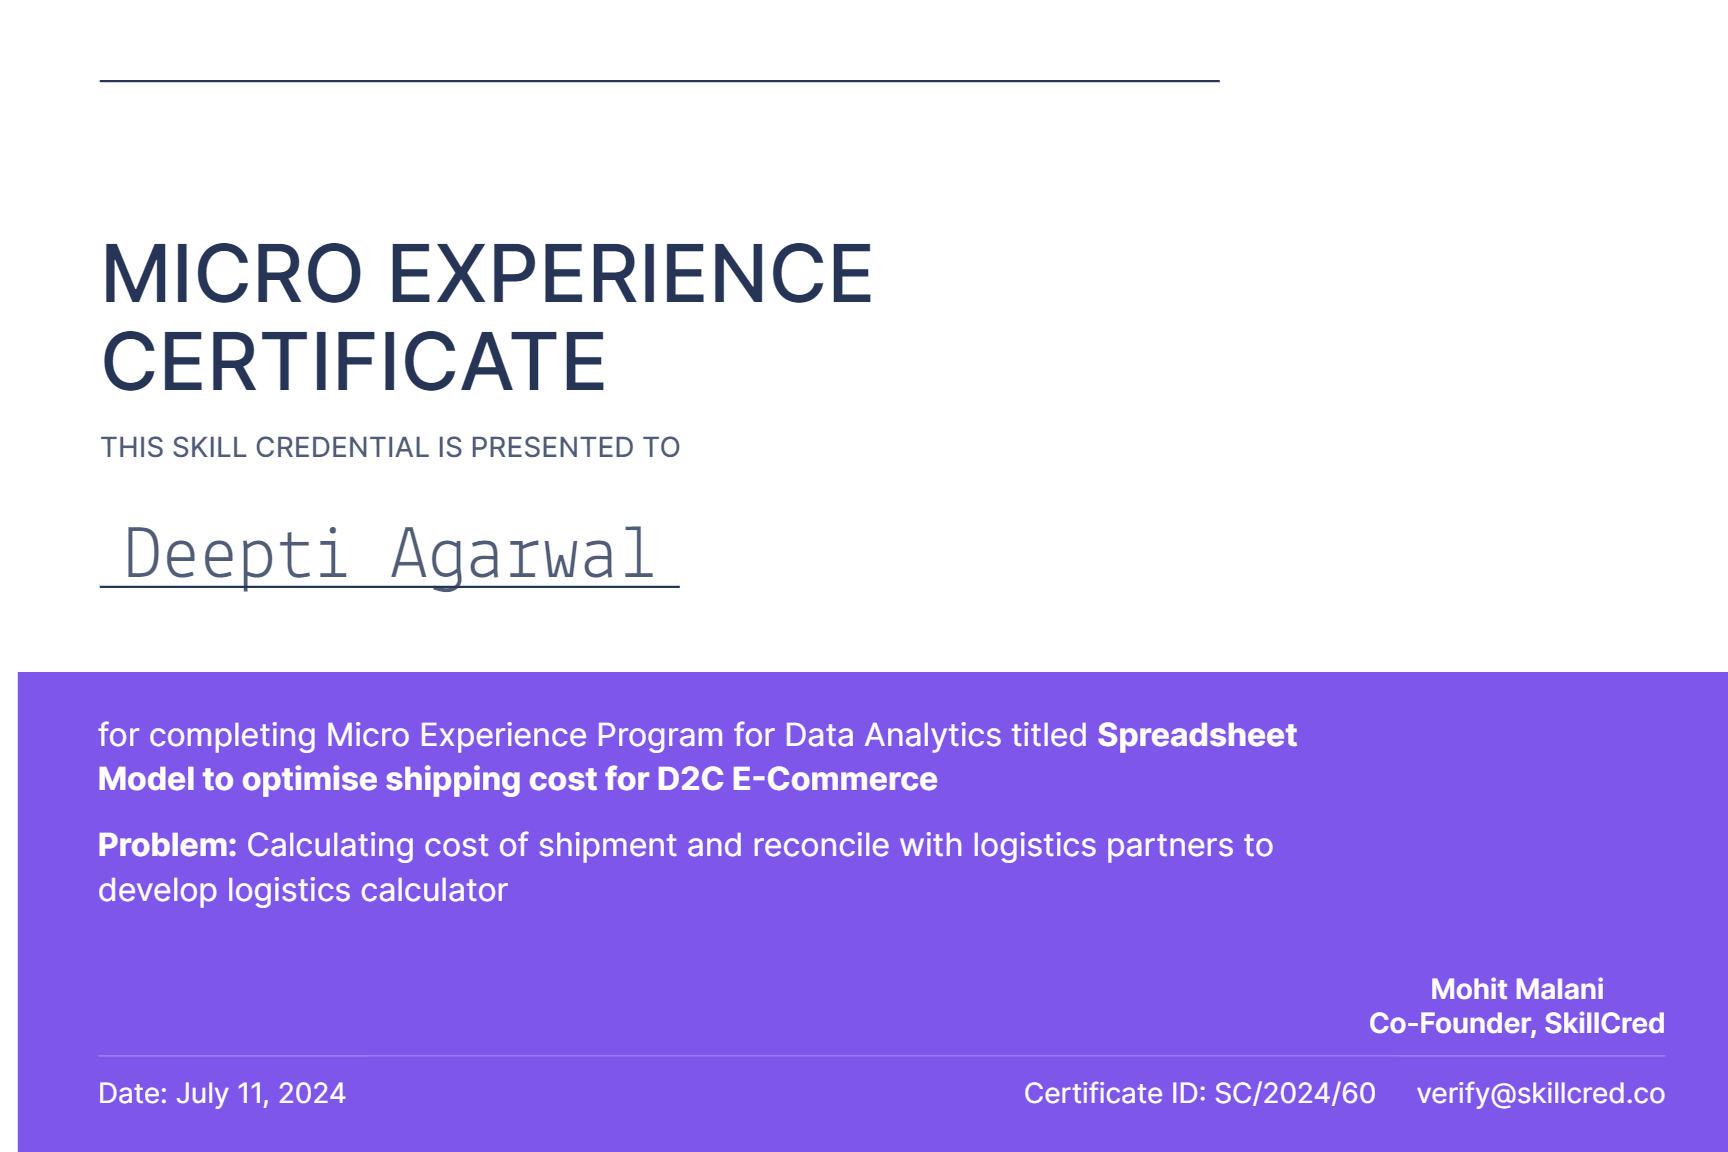 MICRO EXPERIENCE
CERTIFICATE
THIS SKILL CREDENTIAL IS PRESENTED TO
Deepti Agarwal
for completing Micro Experience Program for Data Analytics titled Spreadsheet
Model to optimise shipping cost for D2C E-Commerce
Problem: Calculating cost of shipment and reconcile with logistics partners to
develop logistics calculator
Mohit Malani
Co-Founder, SkillCred
Date: July 11, 2024 Certificate ID: SC/2024/60 verify@skillcred.co